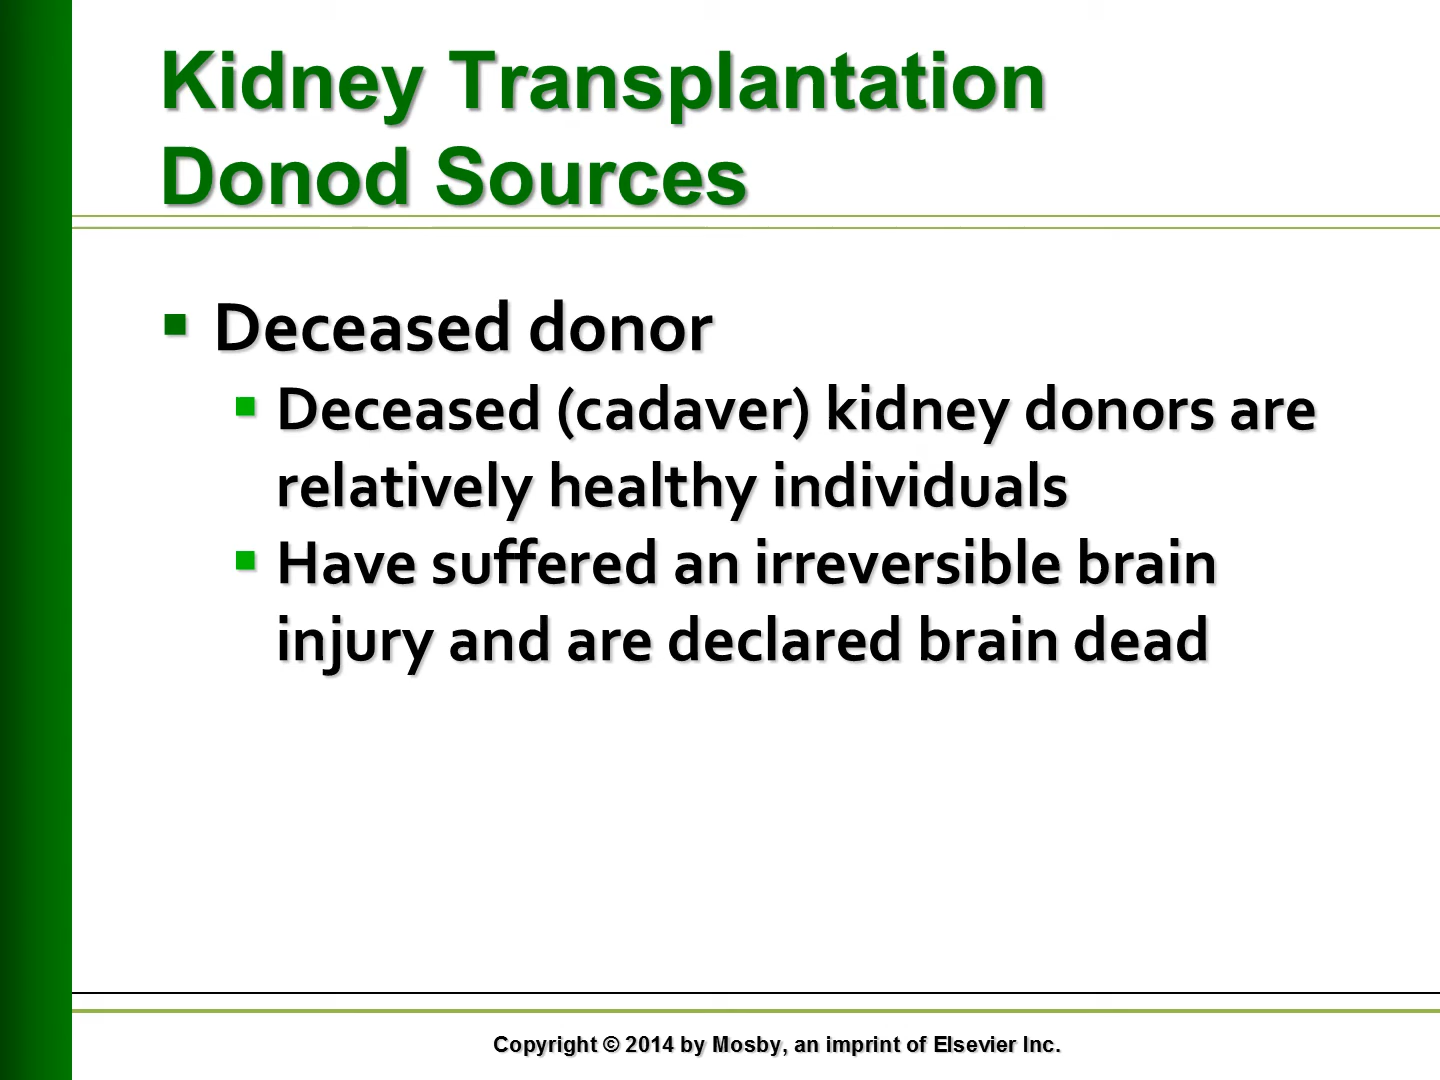 Kidney Transplantation
Donod Sources
Deceased donor
Deceased (cadaver) kidney donors are
relatively healthy individuals
Have suffered an irreversible brain
injury and are declared brain dead
Copyright © 2014 by Mosby, an imprint of Elsevier Inc.